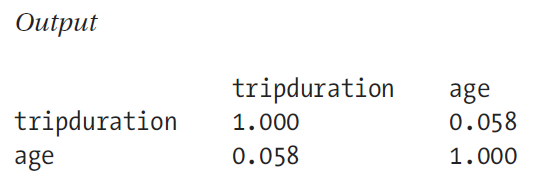 Output
tripduration age
tripduration 1.000 0.058
age 0.058 1.000